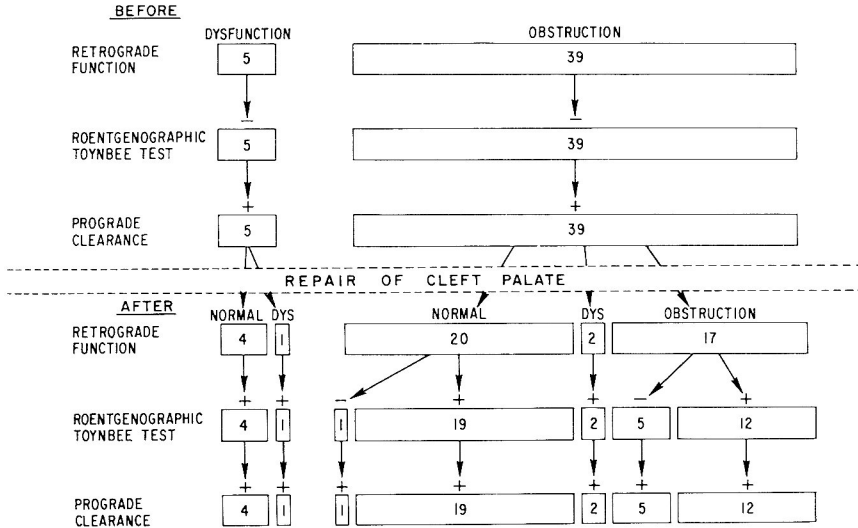 BEFORE
DYSFUNCTION OBSTRUCTION
RETROGRADE
FUNCTION
5 39
— —
ROENTGENOGRAPHIC
TOYNBEE TEST
5 39
+ +
PROGRADE
CLEARANCE
5 39
REPAIR OF CLEFT PALATE
AFTER
NORMAL DYS NORMAL DYS OBSTRUCTION
RETROGRADE
FUNCTION
4 1 20 2 17
+ + — + + — +
ROENTGENOGRAPHIC
TOYNBEE TEST
4 1 1 19 2 5 12
+ + + + + + +
PROGRADE
CLEARANCE
4 1 1 19 2 5 12